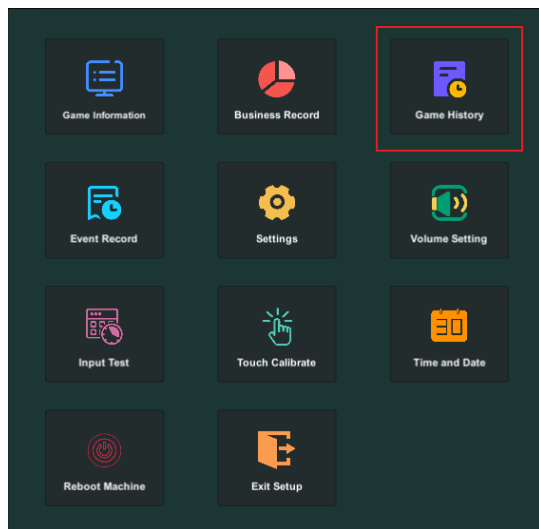 Game Information
Business Record
Game History
Event Record
Settings
Volume Setting
Input Test
Touch Calibrate
30
Time and Date
Reboot Machine
Exit Setup